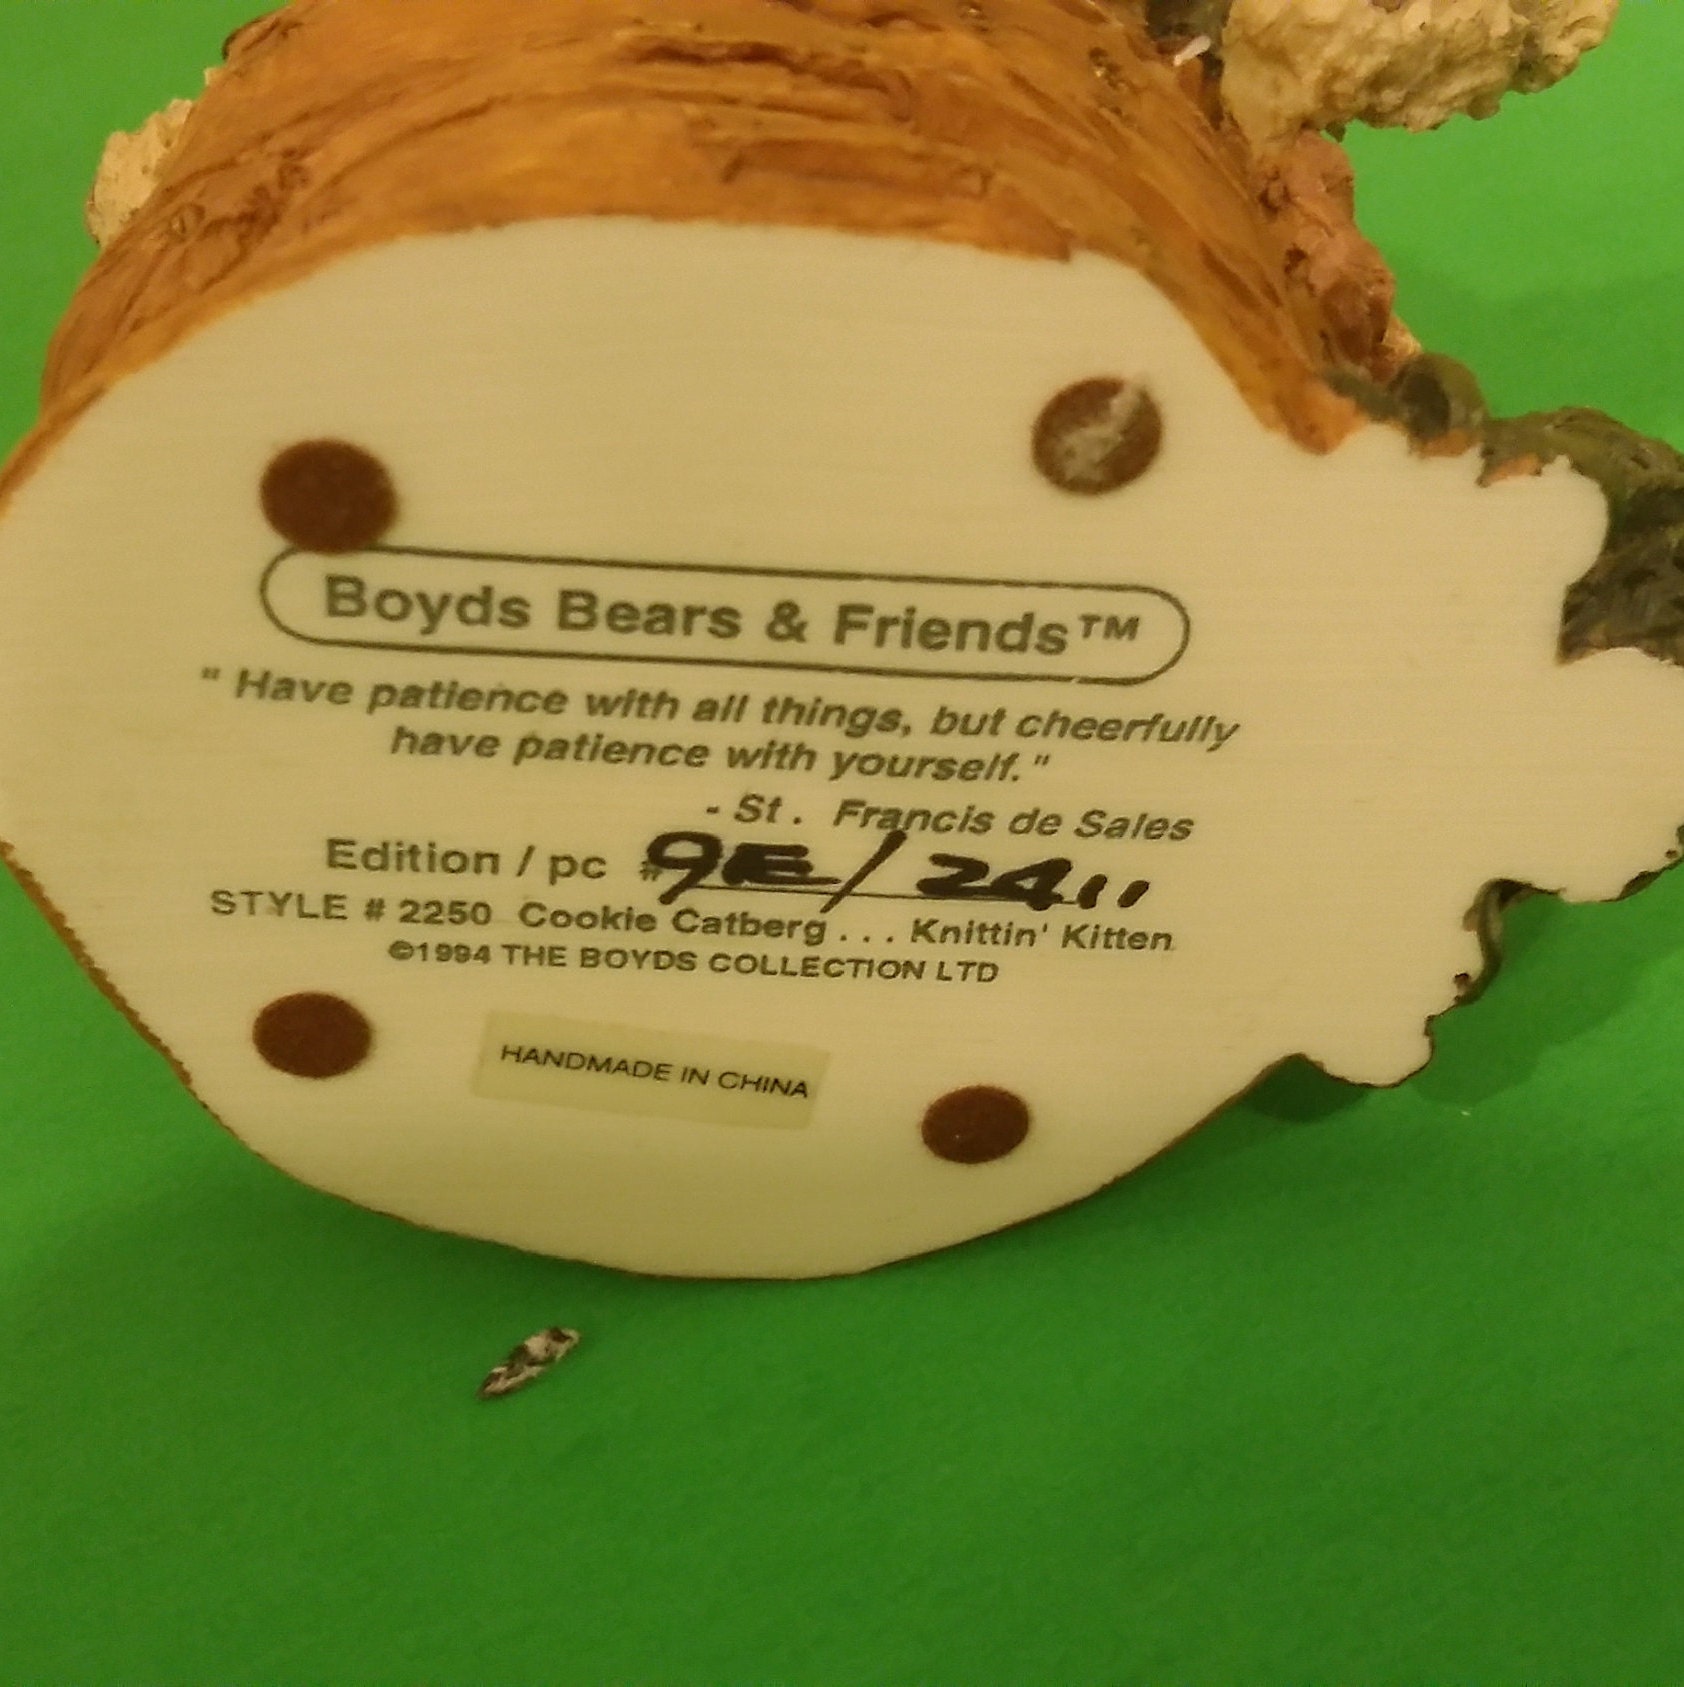 Boyds Bears & Friends™
" Have patience with all things, but cheerfully
have patience with yourself."
- St. Francis de Sales
Edition / pc #9E/2411
STYLE # 2250 Cookie Catberg ... Knittin' Kitten
©1994 THE BOYDS COLLECTION LTD
HANDMADE IN CHINA